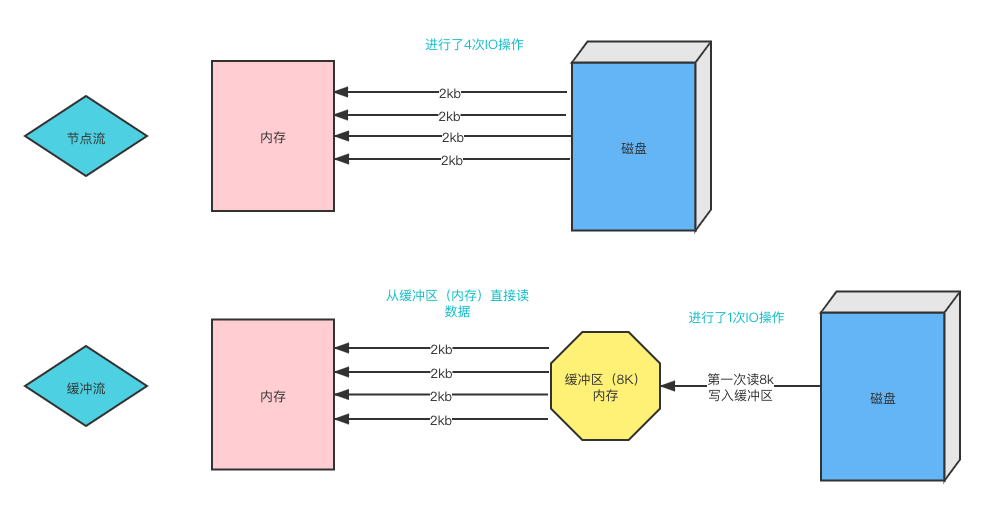 进行了4次IO操作
节点流
内存
2kb
2kb
2kb
2kb
磁盘
从缓冲区（内存）直接读
数据
进行了1次IO操作
缓冲流
内存
2kb
2kb
2kb
2kb
缓冲区（8K）
内存
第一次读8k
写入缓冲区
磁盘